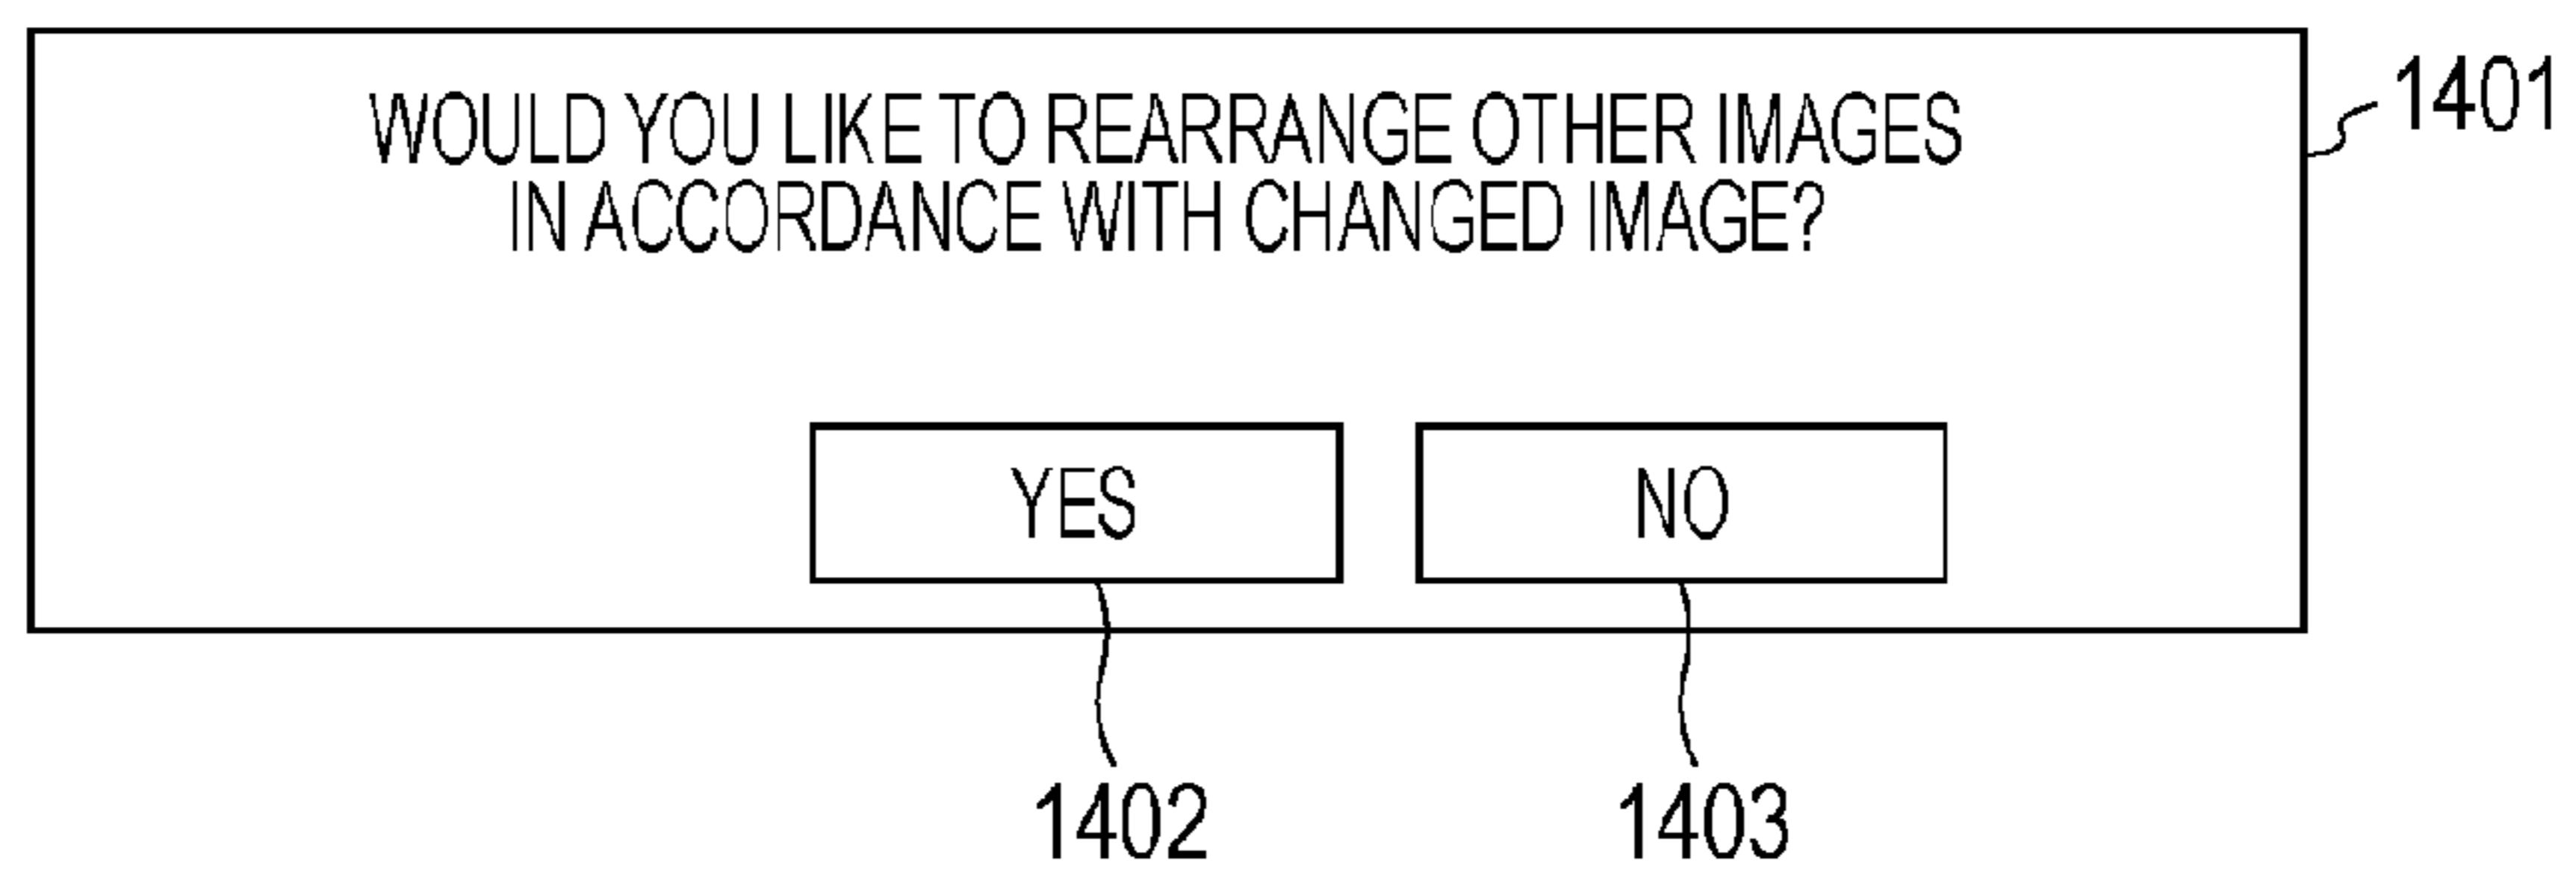 WOULD YOU LIKE TO REARRANGE OTHER IMAGES
IN ACCORDANCE WITH CHANGED IMAGE?
1401
YES
NO
1402
1403